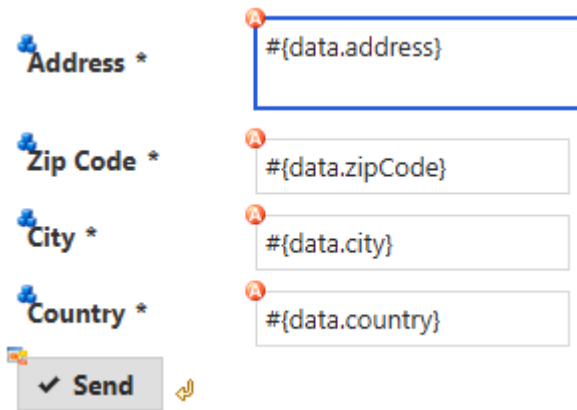 Address *
#{data.address}
Zip Code *
#{data.zipCode}
City *
#{data.city}
Country *
#{data.country}
Send